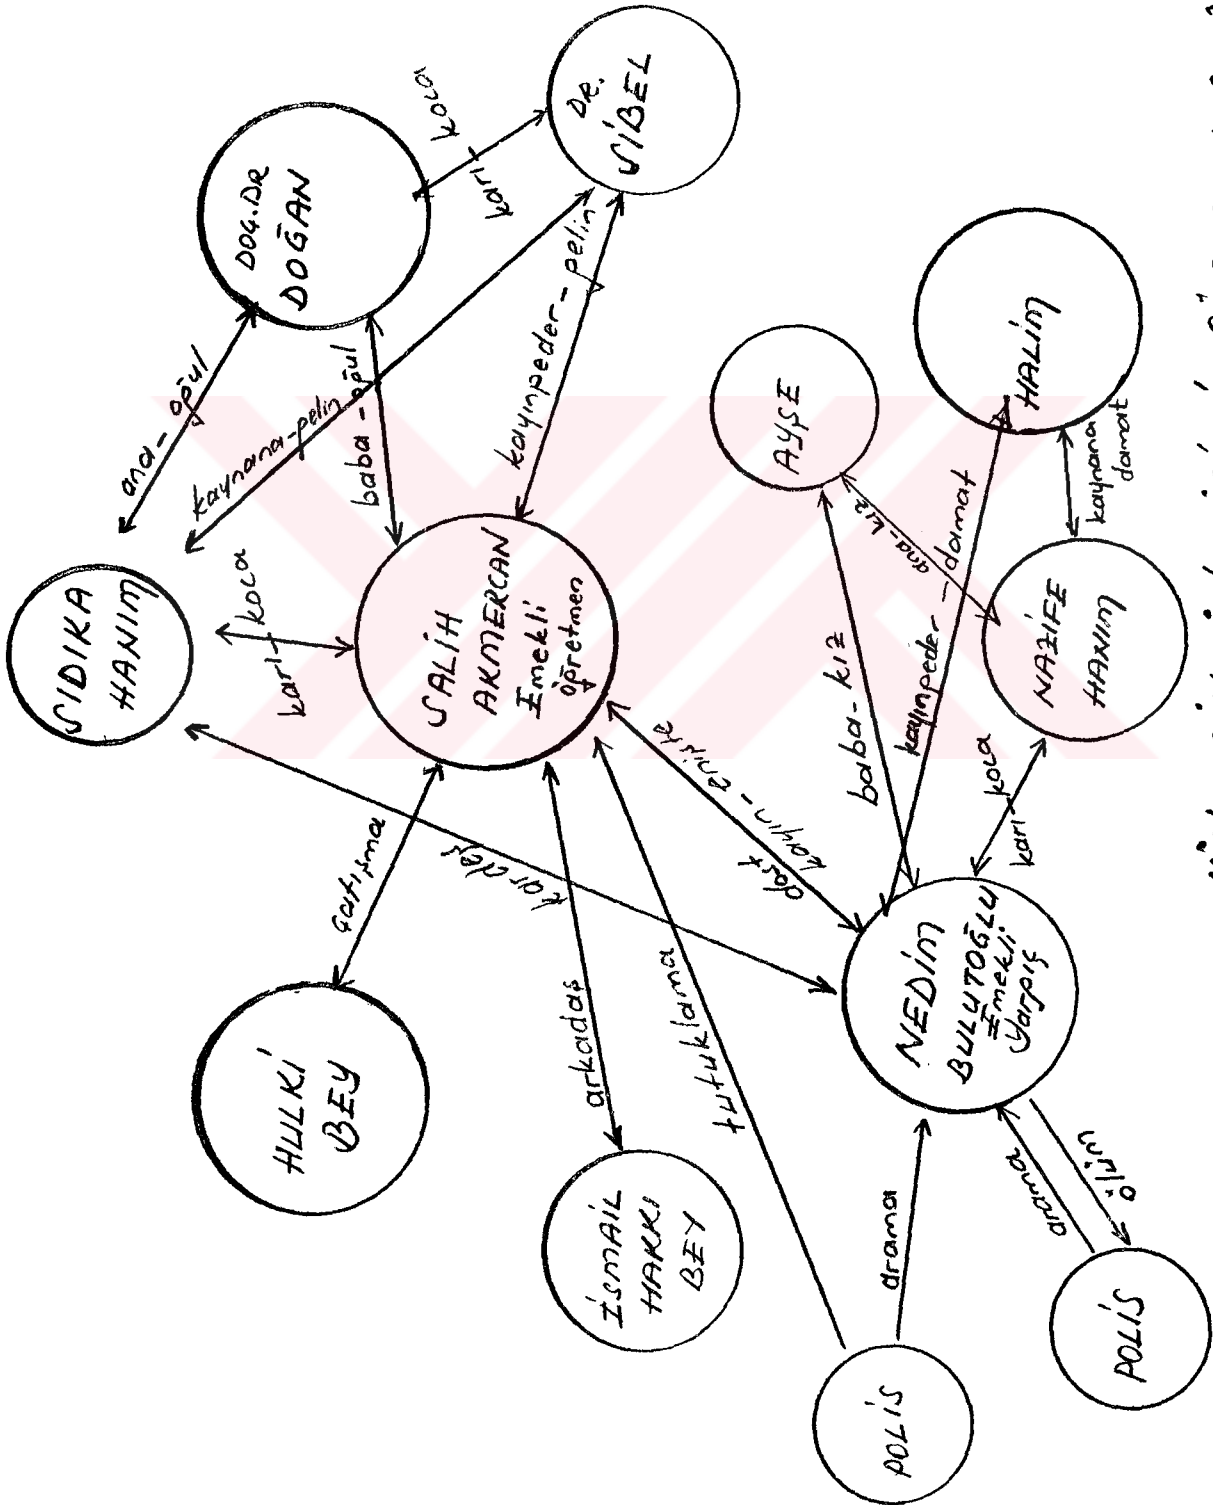 SIDIKA
HANIM
ana-oğul
DOÇ.DR
DOĞAN
karı-koca
DR.
SİBEL
kaynana-gelin
baba-oğul
kayınpeder-gelin
karı-koca
SALİH
AKMERCAN
Emekli
öğretmen
çatışma
HULKİ
BEY
kardeş
arkadaş
İSMAİL
HAKKI
BEY
tutuklama
kayın-enişte
dost
AYŞE
ana-kız
baba-kız
kayınpeder-damat
HALİM
kaynana
damat
NAZİFE
HANIM
karı-koca
NEDİM
BULUTOĞLU
Emekli
Yargıç
arama
POLİS
arama
ölüm
POLİS